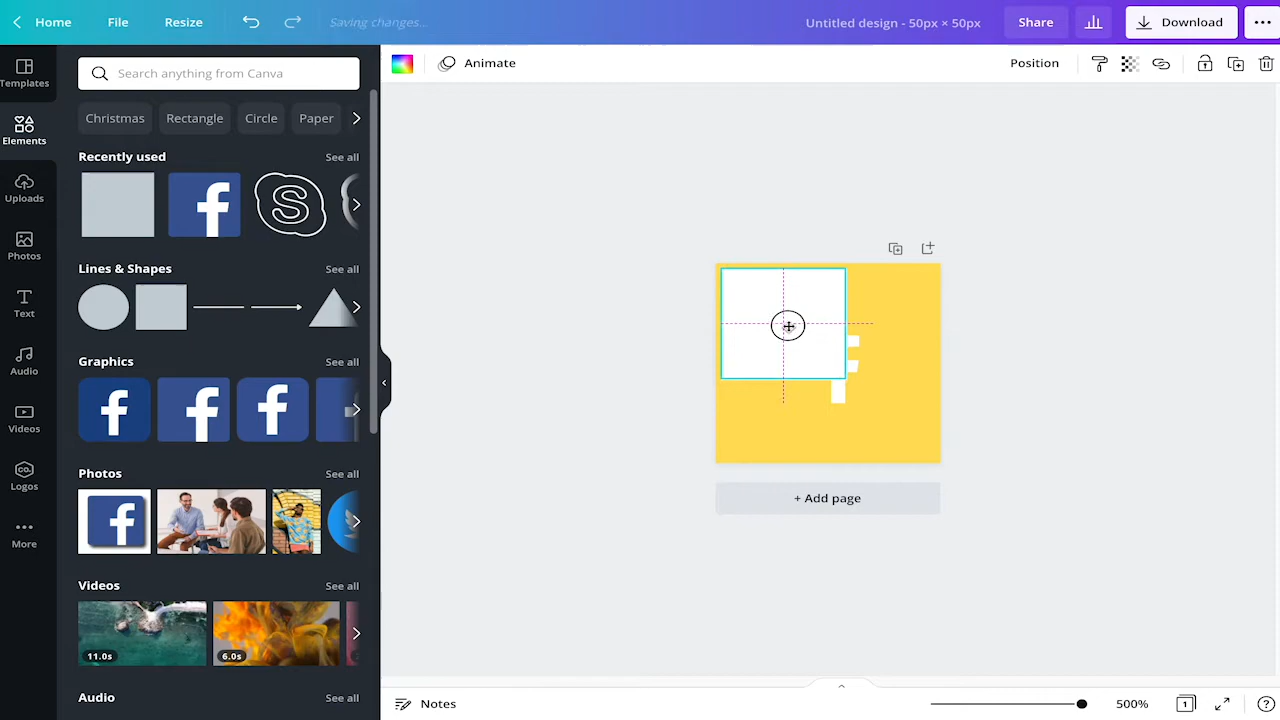 Home File Resize Saving changes... Untitled design - 50px × 50px Share Download
Templates
Elements
Uploads
Photos
Text
Audio
Videos
CO.
Logos
More
Search anything from Canva
Christmas Rectangle Circle Paper
Recently used See all
Lines & Shapes See all
Graphics See all
Photos See all
Videos See all
11.0s 6.0s
Audio See all
Animate Position
+ Add page
Notes 500% 1 ?